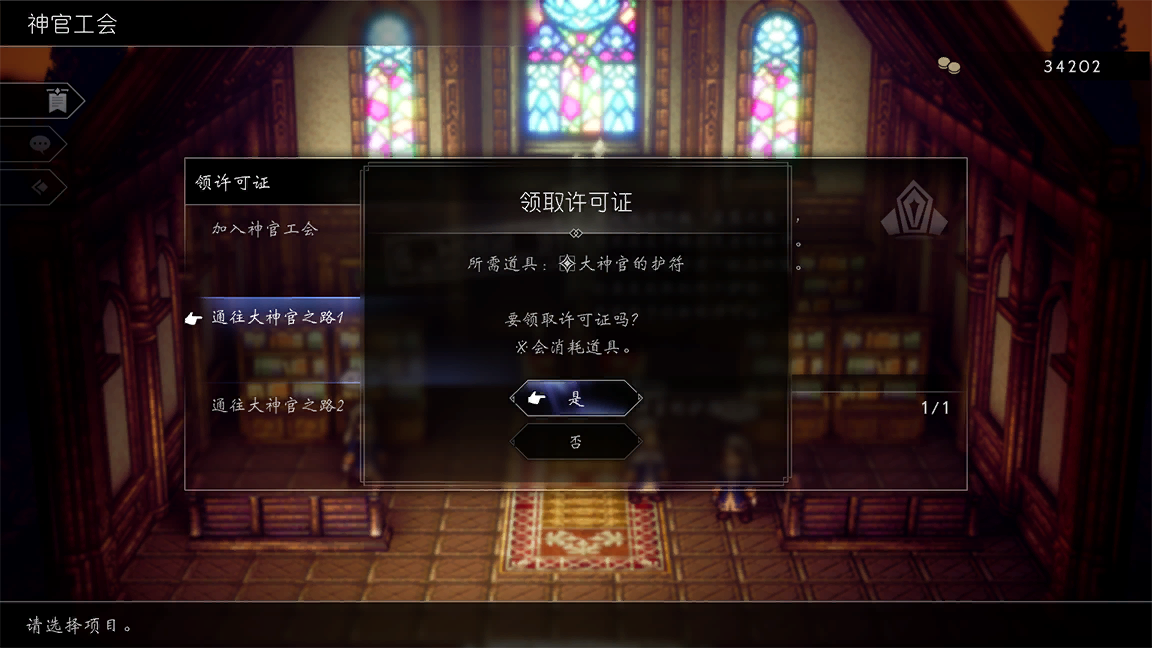 神官工会
34202
领许可证
加入神官工会
通往大神官之路1
通往大神官之路2
领取许可证
所需道具：大神官的护符
要领取许可证吗？
※会消耗道具。
是
否
1/1
请选择项目。